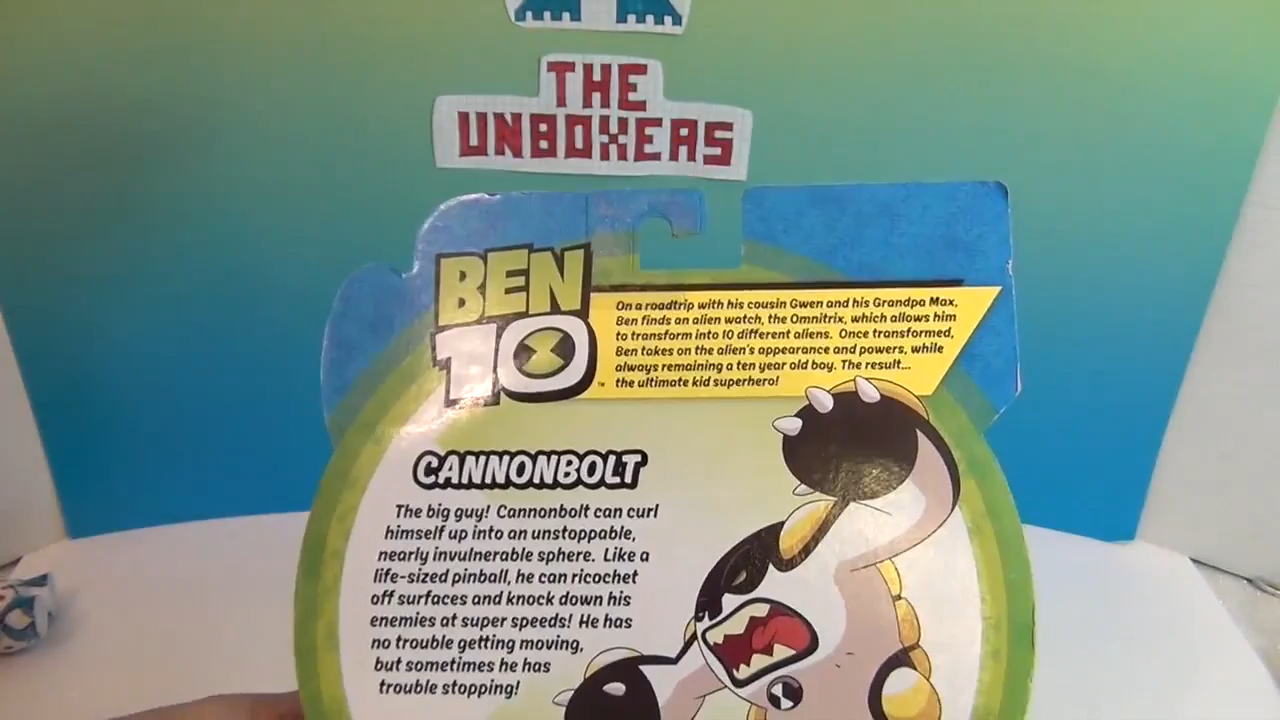 THE
UNBOXERS
BEN
10
™
On a roadtrip with his cousin Gwen and his Grandpa Max,
Ben finds an alien watch, the Omnitrix, which allows him
to transform into 10 different aliens. Once transformed,
Ben takes on the alien's appearance and powers, while
always remaining a ten year old boy. The result...
the ultimate kid superhero!
CANNONBOLT
The big guy! Cannonbolt can curl
himself up into an unstoppable,
nearly invulnerable sphere. Like a
life-sized pinball, he can ricochet
off surfaces and knock down his
enemies at super speeds! He has
no trouble getting moving,
but sometimes he has
trouble stopping!